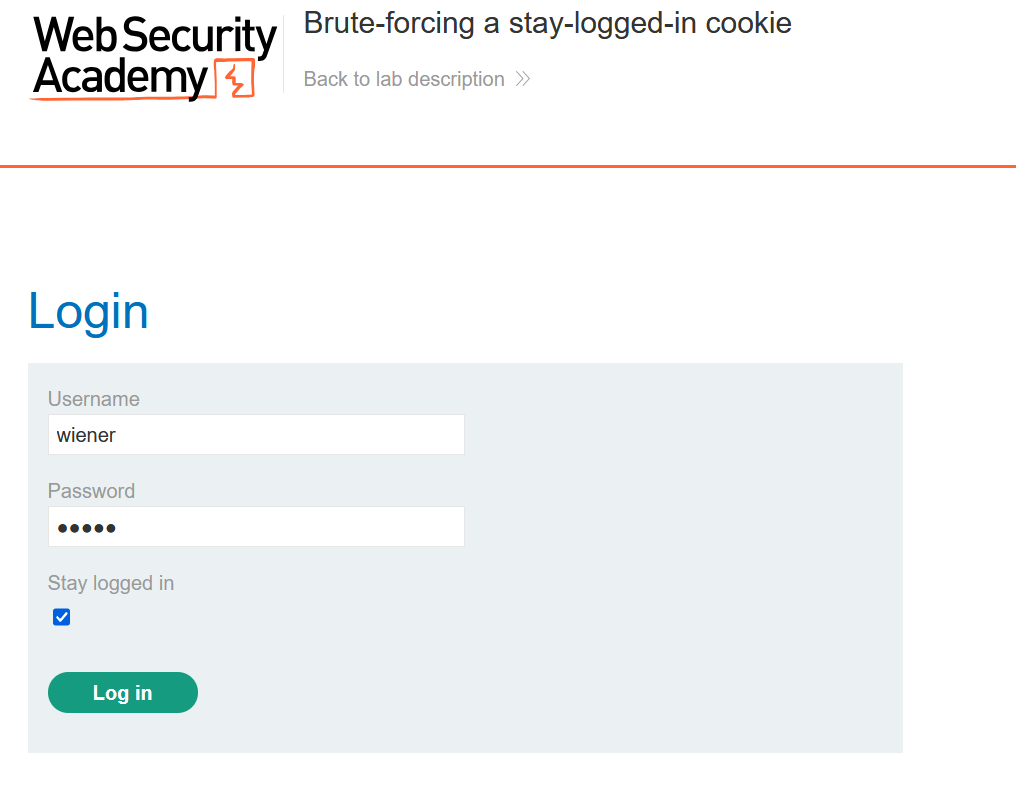 Web Security
Academy
Brute-forcing a stay-logged-in cookie
Back to lab description
Login
Username
wiener
Password
•••••
Stay logged in
Log in